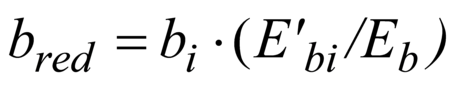 b_red = b_i · (E'_bi/E_b)